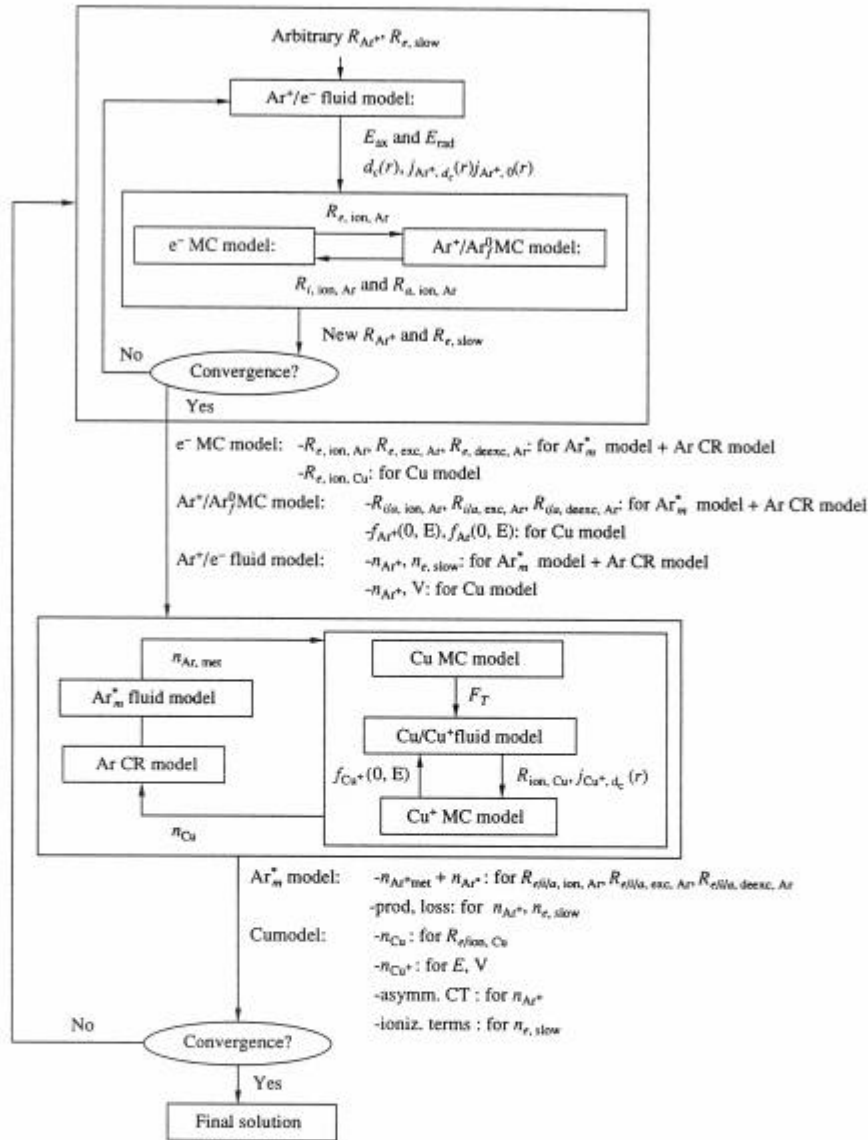 Arbitrary R_Ar⁺, R_e, slow
Ar⁺/e⁻ fluid model:
E_ax and E_rad
d_c(r), j_Ar⁺, d_c(r)j_Ar⁺, 0(r)
R_e, ion, Ar
e⁻ MC model:
Ar⁺/Ar_f⁰MC model:
R_i, ion, Ar and R_a, ion, Ar
New R_Ar⁺ and R_e, slow
No
Convergence?
Yes
e⁻ MC model: -R_e, ion, Ar, R_e, exc, Ar, R_e, deexc, Ar: for Ar*_m model + Ar CR model
-R_e, ion, Cu: for Cu model
Ar⁺/Ar_f⁰MC model: -R_i/a, ion, Ar, R_i/a, exc, Ar, R_i/a, deexc, Ar: for Ar*_m model + Ar CR model
-f_Ar⁺(0, E), f_Ar(0, E): for Cu model
Ar⁺/e⁻ fluid model: -n_Ar⁺, n_e, slow: for Ar*_m model + Ar CR model
-n_Ar⁺, V: for Cu model
n_Ar, met
Cu MC model
Ar*_m fluid model
F_T
Cu/Cu⁺fluid model
Ar CR model
f_Cu⁺(0, E)
R_ion, Cu, j_Cu⁺, d_c (r)
Cu⁺ MC model
n_Cu
Ar*_m model: -n_Ar*met + n_Ar* : for R_e/i/a, ion, Ar, R_e/i/a, exc, Ar, R_e/i/a, deexc, Ar
-prod, loss: for n_Ar⁺, n_e, slow
Cumodel: -n_Cu : for R_e/ion, Cu
-n_Cu⁺ : for E, V
-asymm. CT : for n_Ar⁺
-ioniz. terms : for n_e, slow
No
Convergence?
Yes
Final solution